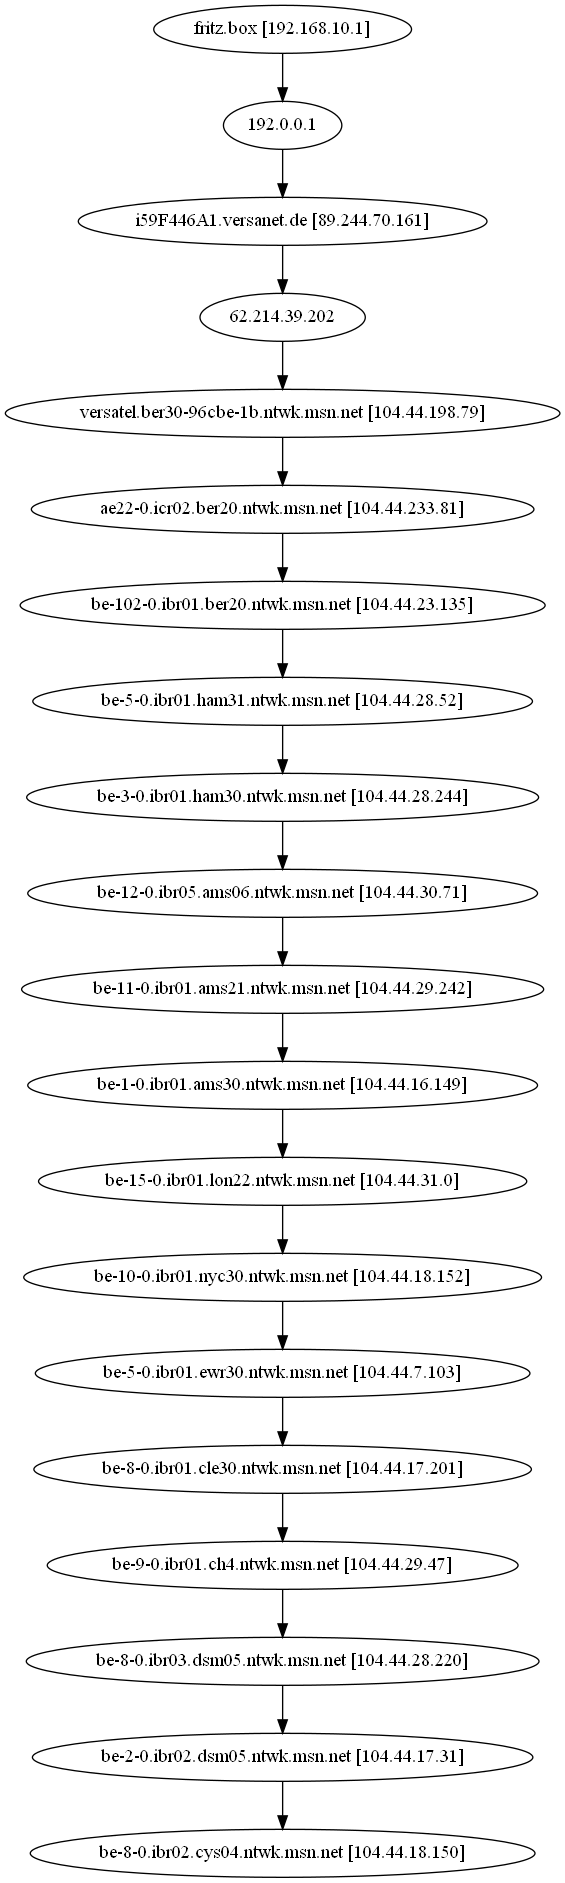 fritz.box [192.168.10.1]
192.0.0.1
i59F446A1.versanet.de [89.244.70.161]
62.214.39.202
versatel.ber30-96cbe-1b.ntwk.msn.net [104.44.198.79]
ae22-0.icr02.ber20.ntwk.msn.net [104.44.233.81]
be-102-0.ibr01.ber20.ntwk.msn.net [104.44.23.135]
be-5-0.ibr01.ham31.ntwk.msn.net [104.44.28.52]
be-3-0.ibr01.ham30.ntwk.msn.net [104.44.28.244]
be-12-0.ibr05.ams06.ntwk.msn.net [104.44.30.71]
be-11-0.ibr01.ams21.ntwk.msn.net [104.44.29.242]
be-1-0.ibr01.ams30.ntwk.msn.net [104.44.16.149]
be-15-0.ibr01.lon22.ntwk.msn.net [104.44.31.0]
be-10-0.ibr01.nyc30.ntwk.msn.net [104.44.18.152]
be-5-0.ibr01.ewr30.ntwk.msn.net [104.44.7.103]
be-8-0.ibr01.cle30.ntwk.msn.net [104.44.17.201]
be-9-0.ibr01.ch4.ntwk.msn.net [104.44.29.47]
be-8-0.ibr03.dsm05.ntwk.msn.net [104.44.28.220]
be-2-0.ibr02.dsm05.ntwk.msn.net [104.44.17.31]
be-8-0.ibr02.cys04.ntwk.msn.net [104.44.18.150]